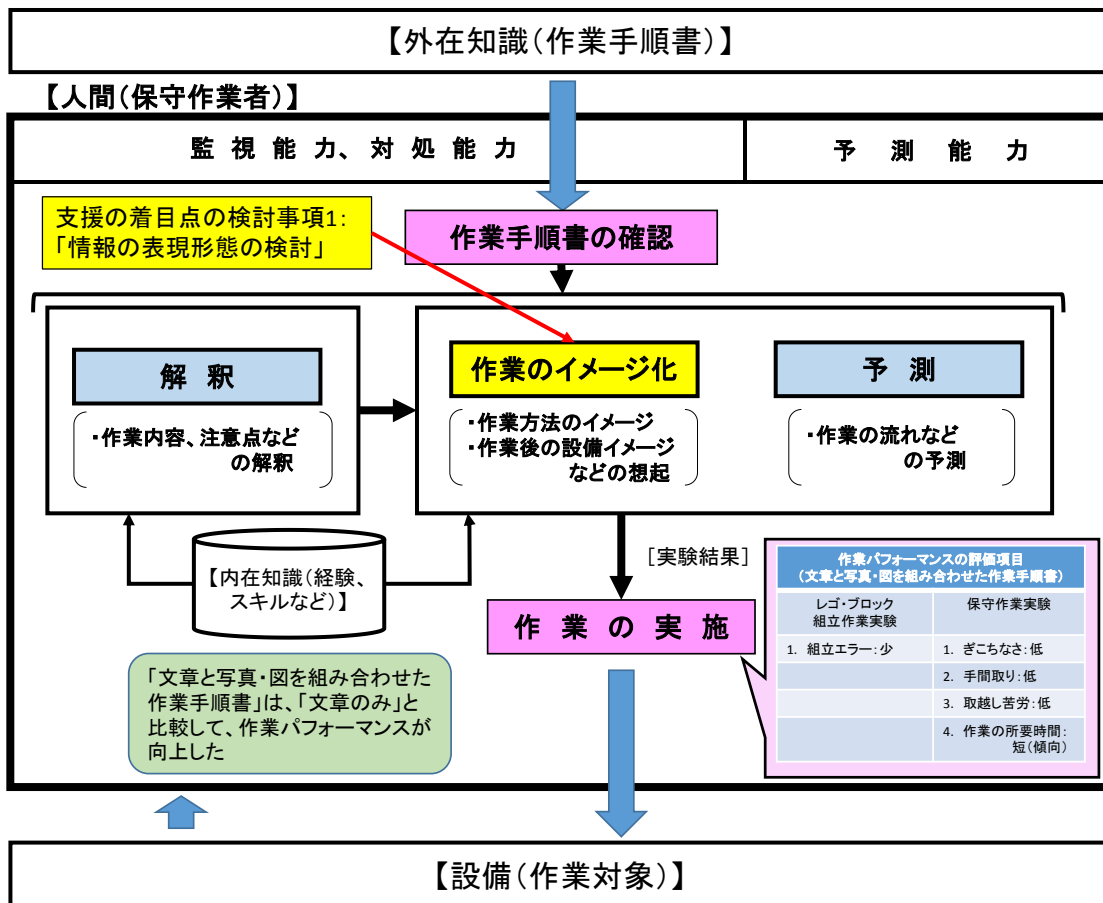 【外在知識(作業手順書)】
【人間(保守作業者)】
監視能力、対処能力
予測能力
支援の着目点の検討事項1:
「情報の表現形態の検討」
作業手順書の確認
解釈
・作業内容、注意点など
の解釈
作業のイメージ化
・作業方法のイメージ
・作業後の設備イメージ
などの想起
予測
・作業の流れなど
の予測
【内在知識(経験、
スキルなど)】
[実験結果]
作業の実施
作業パフォーマンスの評価項目
(文章と写真・図を組み合わせた作業手順書)
レゴ・ブロック
組立作業実験
保守作業実験
1. 組立エラー:少
1. ぎこちなさ:低
2. 手間取り:低
3. 取越し苦労:低
4. 作業の所要時間:
短(傾向)
「文章と写真・図を組み合わせた
作業手順書」は、「文章のみ」と
比較して、作業パフォーマンスが
向上した
【設備(作業対象)】